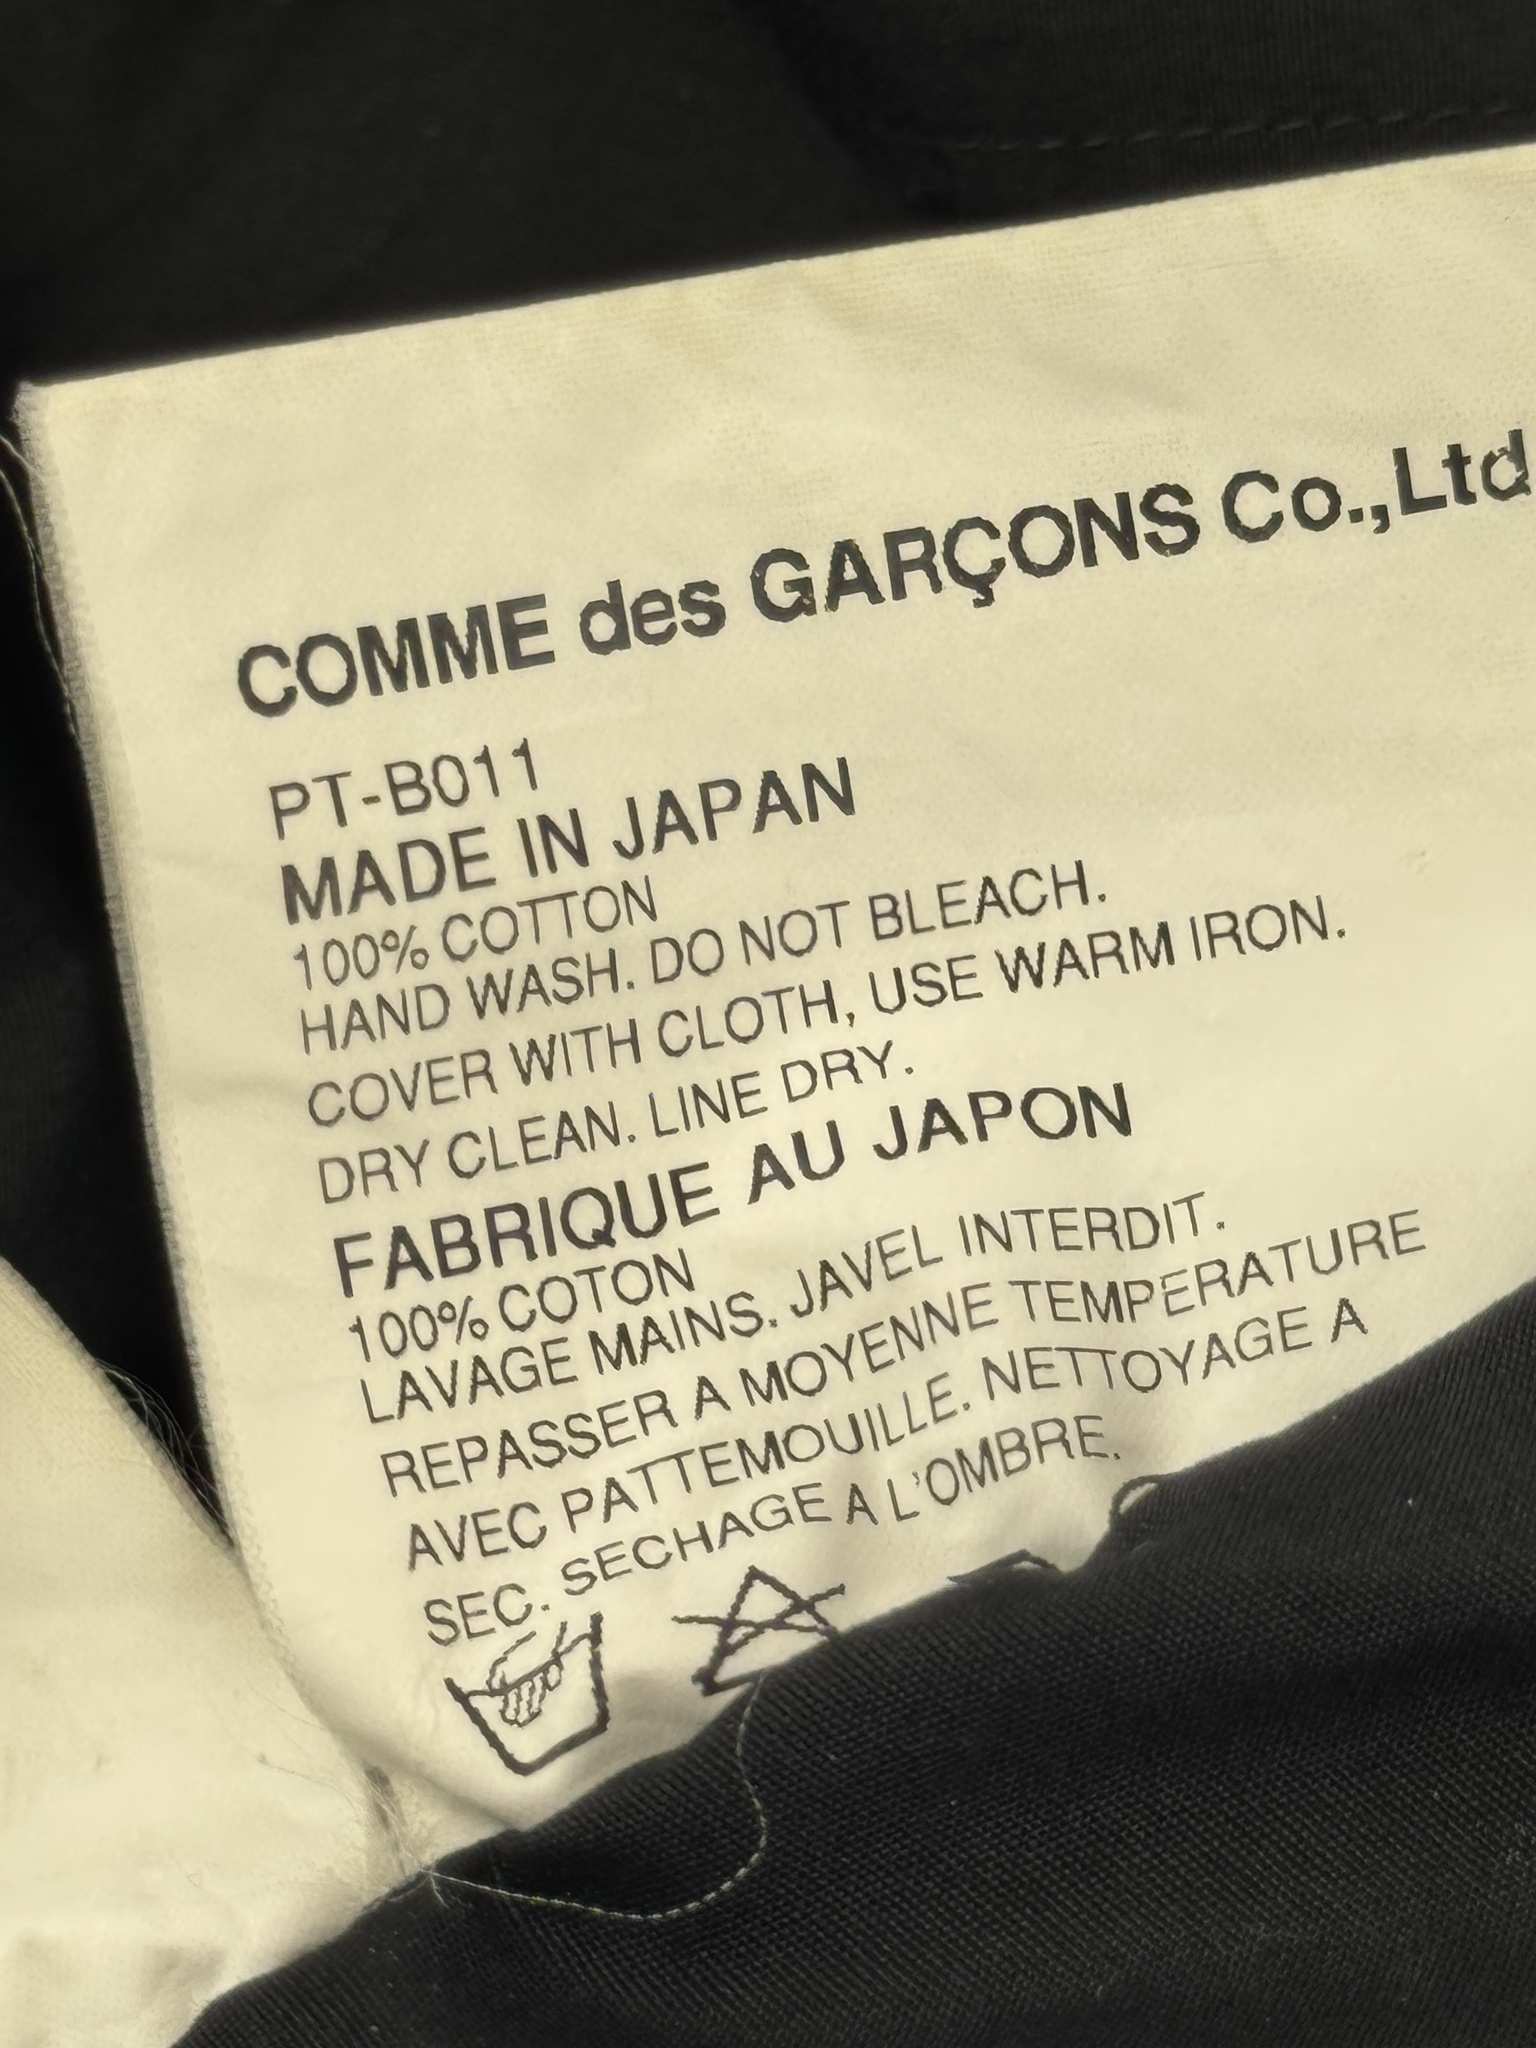 COMME des GARÇONS Co.,Ltd
PT-B011
MADE IN JAPAN
100% COTTON
HAND WASH. DO NOT BLEACH.
COVER WITH CLOTH, USE WARM IRON.
DRY CLEAN. LINE DRY.
FABRIQUE AU JAPON
100% COTON
LAVAGE MAINS. JAVEL INTERDIT.
REPASSER A MOYENNE TEMPERATURE
AVEC PATTEMOUILLE. NETTOYAGE A
SEC. SECHAGE A L'OMBRE.